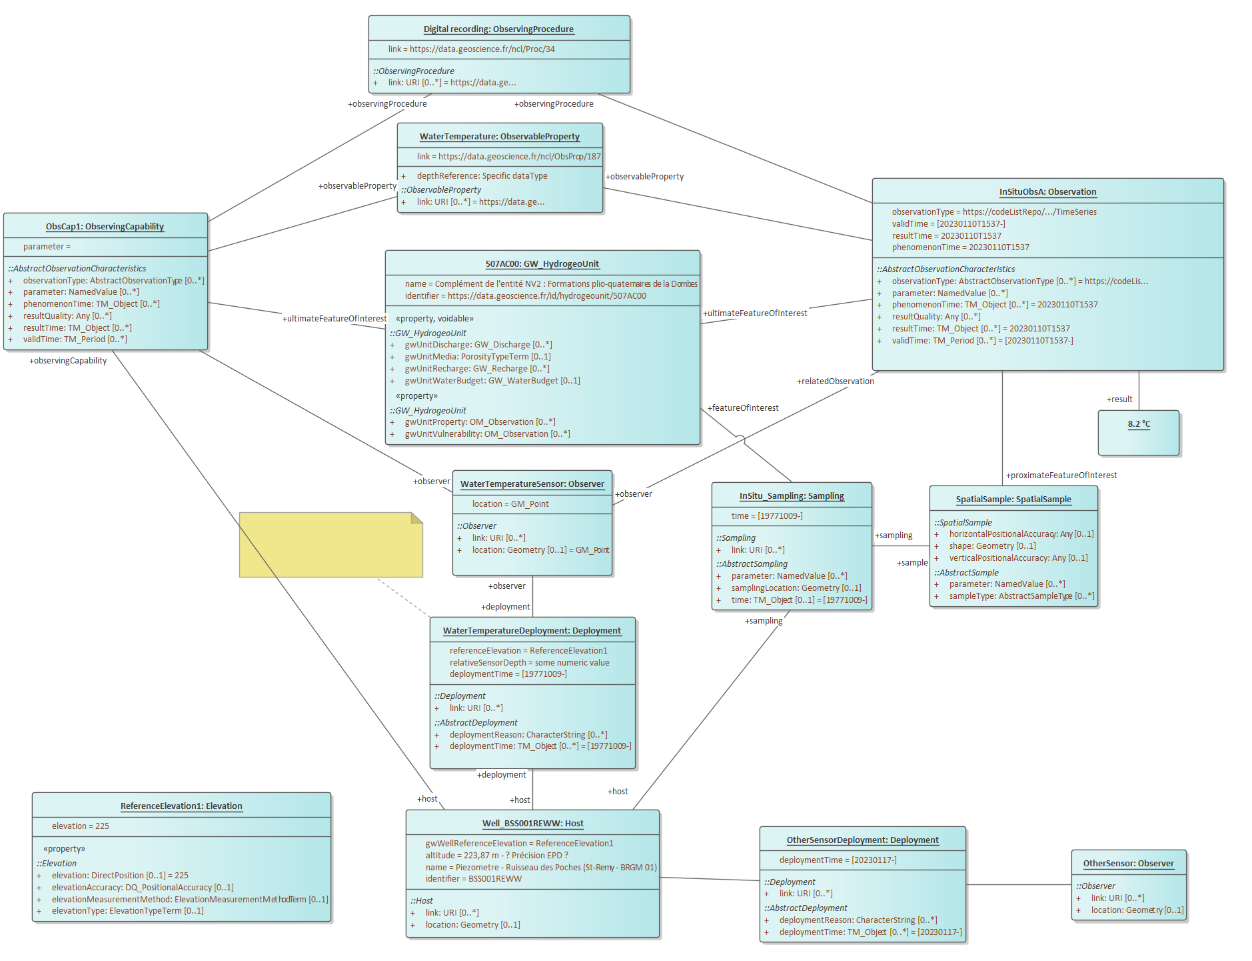 Digital recording: ObservingProcedure
link = https://data.geoscience.fr/ncl/Proc/34
::ObservingProcedure
+ link: URI [0..*] = https://data.ge...
+observingProcedure
+observingProcedure
WaterTemperature: ObservableProperty
link = https://data.geoscience.fr/ncl/ObsProp/187
+ depthReference: Specific dataType
::ObservableProperty
+ link: URI [0..*] = https://data.ge...
+observableProperty
+observableProperty
InSituObsA: Observation
observationType = https://codeListRepo/.../TimeSeries
validTime = [20230110T1537-]
resultTime = 20230110T1537
phenomenonTime = 20230110T1537
::AbstractObservationCharacteristics
+ observationType: AbstractObservationType [0..*] = https://codeLis...
+ parameter: NamedValue [0..*]
+ phenomenonTime: TM_Object [0..*] = 20230110T1537
+ resultQuality: Any [0..*]
+ resultTime: TM_Object [0..*] = 20230110T1537
+ validTime: TM_Period [0..*] = [20230110T1537-]
ObsCap1: ObservingCapability
parameter =
::AbstractObservationCharacteristics
+ observationType: AbstractObservationType [0..*]
+ parameter: NamedValue [0..*]
+ phenomenonTime: TM_Object [0..*]
+ resultQuality: Any [0..*]
+ resultTime: TM_Object [0..*]
+ validTime: TM_Period [0..*]
+observingCapability
+ultimateFeatureOfInterest
507AC00: GW_HydrogeoUnit
name = Complément de l'entité NV2 : Formations plio-quaternaires de la Dombes
identifier = https://data.geoscience.fr/id/hydrogeounit/507AC00
«property, voidable»
::GW_HydrogeoUnit
+ gwUnitDischarge: GW_Discharge [0..*]
+ gwUnitMedia: PorosityTypeTerm [0..1]
+ gwUnitRecharge: GW_Recharge [0..*]
+ gwUnitWaterBudget: GW_WaterBudget [0..1]
«property»
::GW_HydrogeoUnit
+ gwUnitProperty: OM_Observation [0..*]
+ gwUnitVulnerability: OM_Observation [0..*]
+ultimateFeatureOfInterest
+relatedObservation
+featureOfInterest
+result
8.2 °C
+proximateFeatureOfInterest
+observer
WaterTemperatureSensor: Observer
location = GM_Point
::Observer
+ link: URI [0..*]
+ location: Geometry [0..1] = GM_Point
+observer
+observer
+deployment
InSitu_Sampling: Sampling
time = [19771009-]
::Sampling
+ link: URI [0..*]
::AbstractSampling
+ parameter: NamedValue [0..*]
+ samplingLocation: Geometry [0..1]
+ time: TM_Object [0..1] = [19771009-]
+sampling
+sampling
+sample
SpatialSample: SpatialSample
::SpatialSample
+ horizontalPositionalAccuracy: Any [0..1]
+ shape: Geometry [0..1]
+ verticalPositionalAccuracy: Any [0..1]
::AbstractSample
+ parameter: NamedValue [0..*]
+ sampleType: AbstractSampleType [0..*]
WaterTemperatureDeployment: Deployment
referenceElevation = ReferenceElevation1
relativeSensorDepth = some numeric value
deploymentTime = [19771009-]
::Deployment
+ link: URI [0..*]
::AbstractDeployment
+ deploymentReason: CharacterString [0..*]
+ deploymentTime: TM_Object [0..*] = [19771009-]
+deployment
+host
+host
+host
ReferenceElevation1: Elevation
elevation = 225
«property»
::Elevation
+ elevation: DirectPosition [0..1] = 225
+ elevationAccuracy: DQ_PositionalAccuracy [0..1]
+ elevationMeasurementMethod: ElevationMeasurementMethodTerm [0..1]
+ elevationType: ElevationTypeTerm [0..1]
Well_BSS001REWW: Host
gwWellReferenceElevation = ReferenceElevation1
altitude = 223,87 m - ? Précision EPD ?
name = Piezometre - Ruisseau des Poches (St-Remy - BRGM 01)
identifier = BSS001REWW
::Host
+ link: URI [0..*]
+ location: Geometry [0..1]
OtherSensorDeployment: Deployment
deploymentTime = [20230117-]
::Deployment
+ link: URI [0..*]
::AbstractDeployment
+ deploymentReason: CharacterString [0..*]
+ deploymentTime: TM_Object [0..*] = [20230117-]
OtherSensor: Observer
::Observer
+ link: URI [0..*]
+ location: Geometry [0..1]